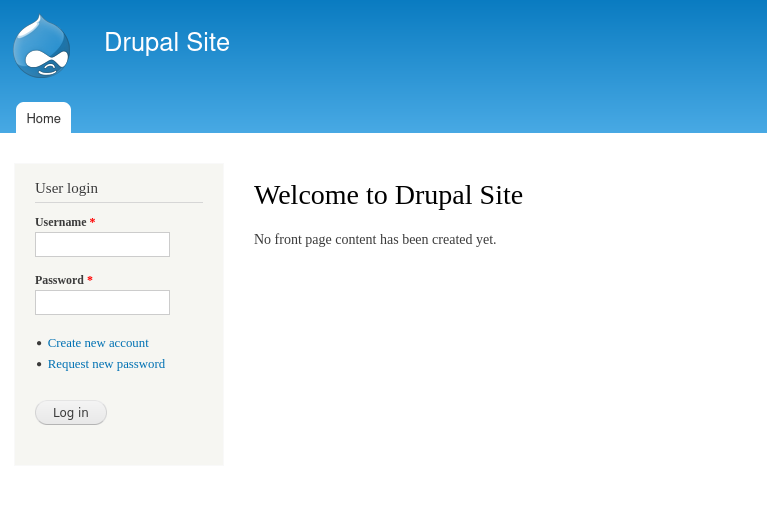 Drupal Site
Home
User login
Username *
Password *
Create new account
Request new password
Log in
Welcome to Drupal Site
No front page content has been created yet.